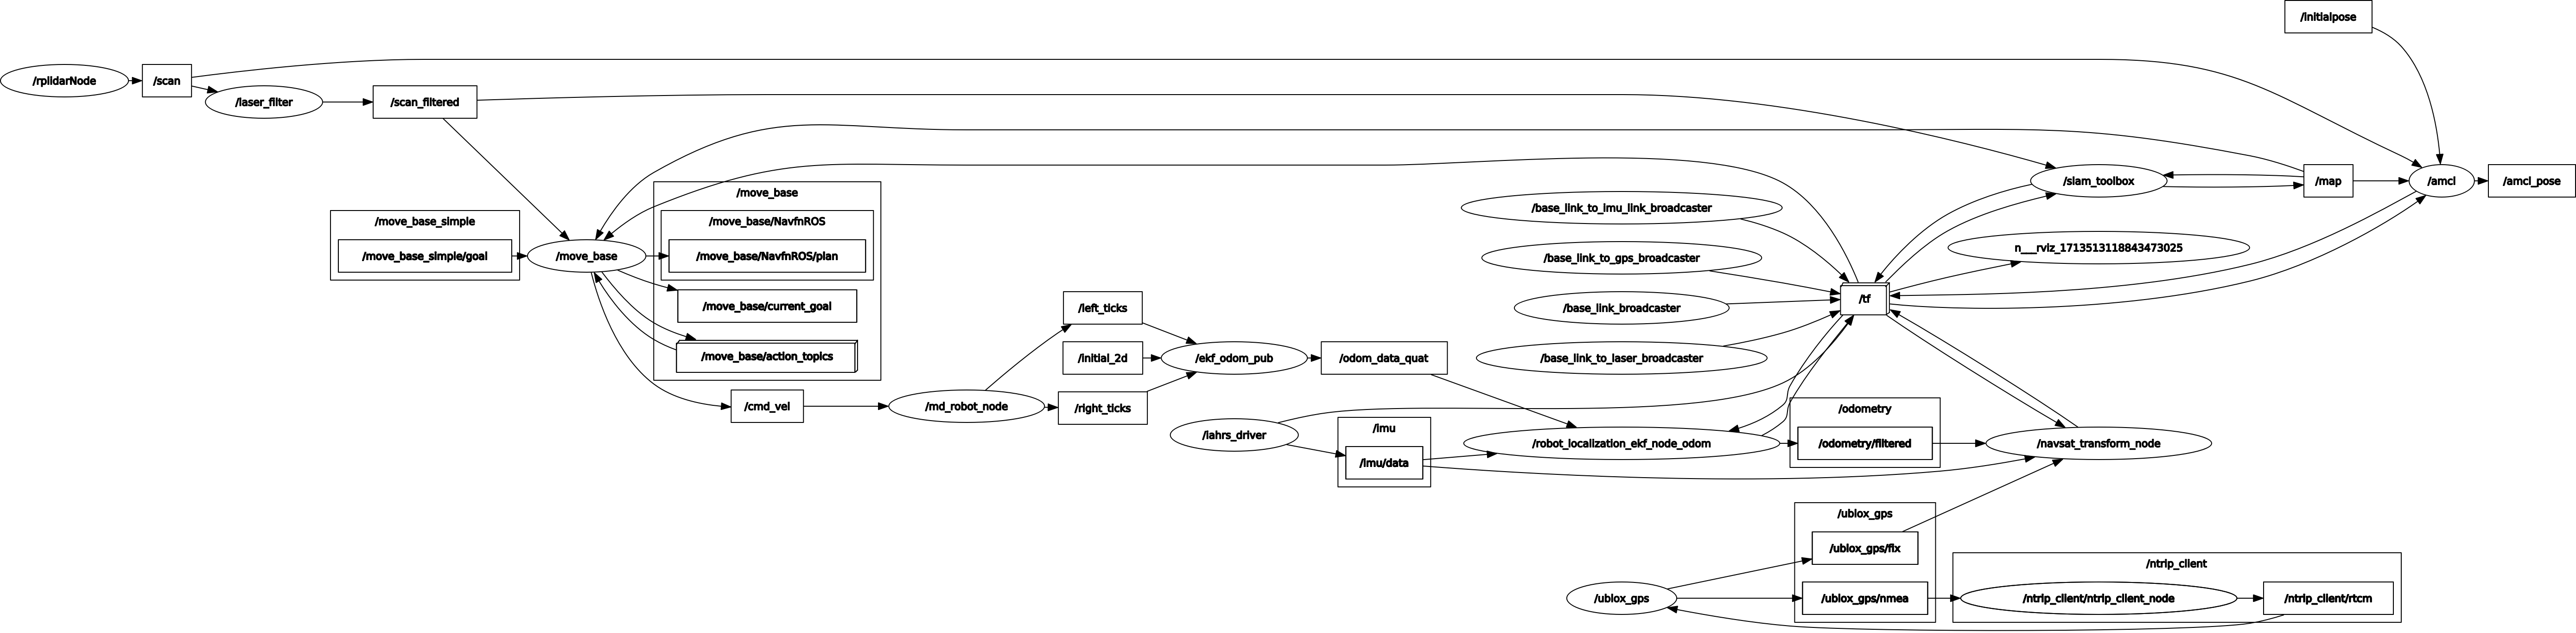 /initialpose
/rplidarNode
/scan
/laser_filter
/scan_filtered
/move_base_simple
/move_base_simple/goal
/move_base
/move_base
/move_base/NavfnROS
/move_base/NavfnROS/plan
/move_base/current_goal
/move_base/action_topics
/cmd_vel
/md_robot_node
/left_ticks
/initial_2d
/right_ticks
/ekf_odom_pub
/odom_data_quat
/iahrs_driver
/imu
/imu/data
/base_link_to_imu_link_broadcaster
/base_link_to_gps_broadcaster
/base_link_broadcaster
/base_link_to_laser_broadcaster
/robot_localization_ekf_node_odom
/tf
/odometry
/odometry/filtered
/slam_toolbox
n__rviz_1713513118843473025
/navsat_transform_node
/map
/amcl
/amcl_pose
/ublox_gps
/ublox_gps
/ublox_gps/fix
/ublox_gps/nmea
/ntrip_client
/ntrip_client/ntrip_client_node
/ntrip_client/rtcm